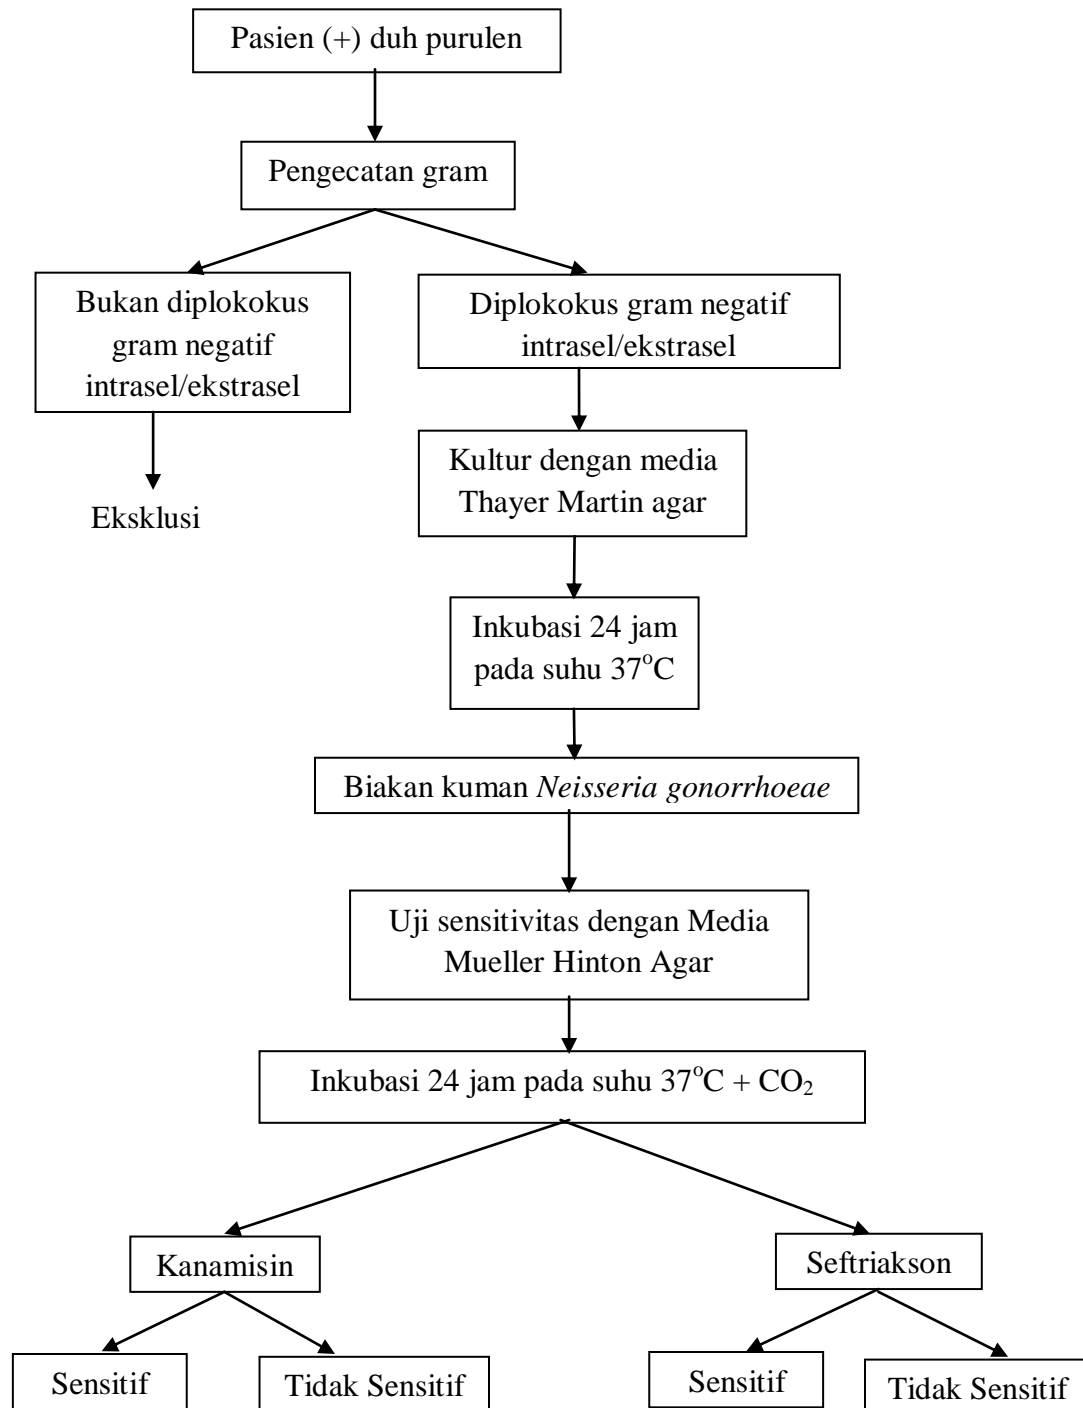 Pasien (+) duh purulen
Pengecatan gram
Bukan diplokokus
gram negatif
intrasel/ekstrasel
Diplokokus gram negatif
intrasel/ekstrasel
Eksklusi
Kultur dengan media
Thayer Martin agar
Inkubasi 24 jam
pada suhu 37°C
Biakan kuman Neisseria gonorrhoeae
Uji sensitivitas dengan Media
Mueller Hinton Agar
Inkubasi 24 jam pada suhu 37°C + CO₂
Kanamisin
Seftriakson
Sensitif
Tidak Sensitif
Sensitif
Tidak Sensitif